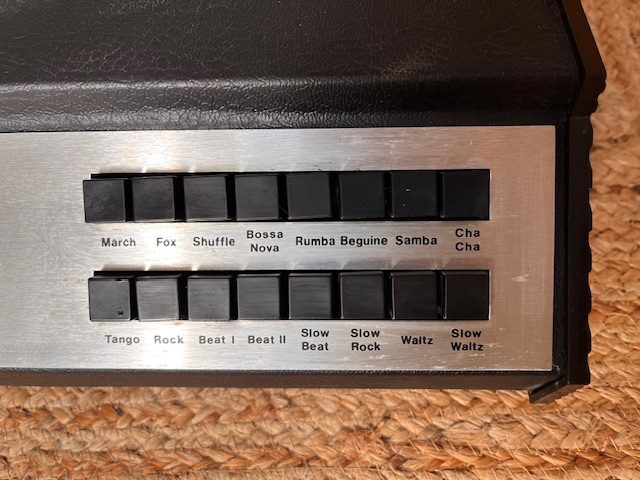 March Fox Shuffle Bossa Nova Rumba Beguine Samba Cha Cha
Tango Rock Beat I Beat II Slow Beat Slow Rock Waltz Slow Waltz